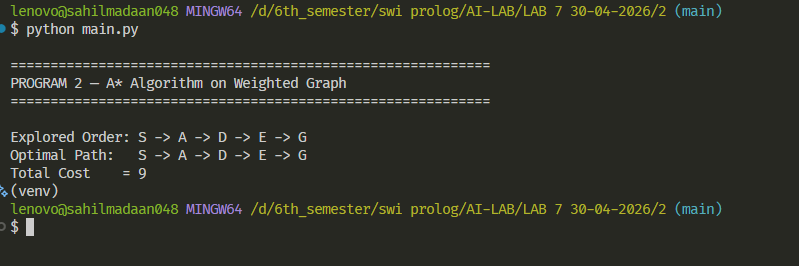 lenovo@sahilmadaan048 MINGW64 /d/6th_semester/swi prolog/AI-LAB/LAB 7 30-04-2026/2 (main)
$ python main.py
============================================================
PROGRAM 2 — A* Algorithm on Weighted Graph
============================================================
Explored Order: S -> A -> D -> E -> G
Optimal Path:   S -> A -> D -> E -> G
Total Cost    = 9
(venv)
lenovo@sahilmadaan048 MINGW64 /d/6th_semester/swi prolog/AI-LAB/LAB 7 30-04-2026/2 (main)
$